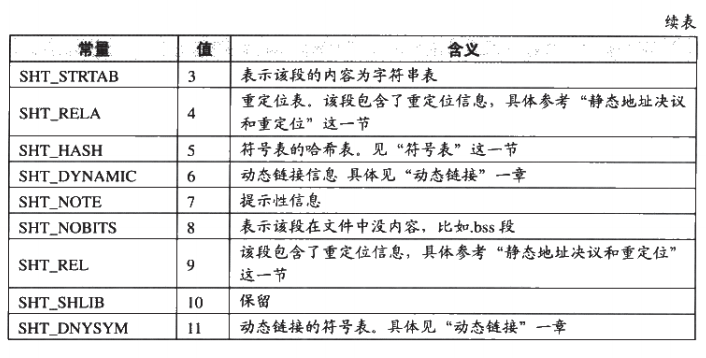 续表
常量 值 含义
SHT_STRTAB 3 表示该段的内容为字符串表
SHT_RELA 4 重定位表。该段包含了重定位信息，具体参考“静态地址决议
和重定位”这一节
SHT_HASH 5 符号表的哈希表。见“符号表”这一节
SHT_DYNAMIC 6 动态链接信息 具体见“动态链接”一章
SHT_NOTE 7 提示性信息
SHT_NOBITS 8 表示该段在文件中没内容，比如.bss 段
SHT_REL 9 该段包含了重定位信息，具体参考“静态地址决议和重定位”
这一节
SHT_SHLIB 10 保留
SHT_DNYSYM 11 动态链接的符号表。具体见“动态链接”一章